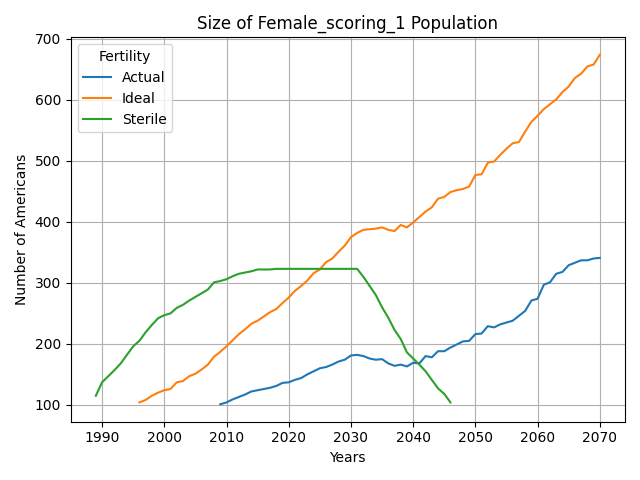 Size of Female_scoring_1 Population
Fertility
Actual
Ideal
Sterile
Number of Americans
700
600
500
400
300
200
100
1990 2000 2010 2020 2030 2040 2050 2060 2070
Years